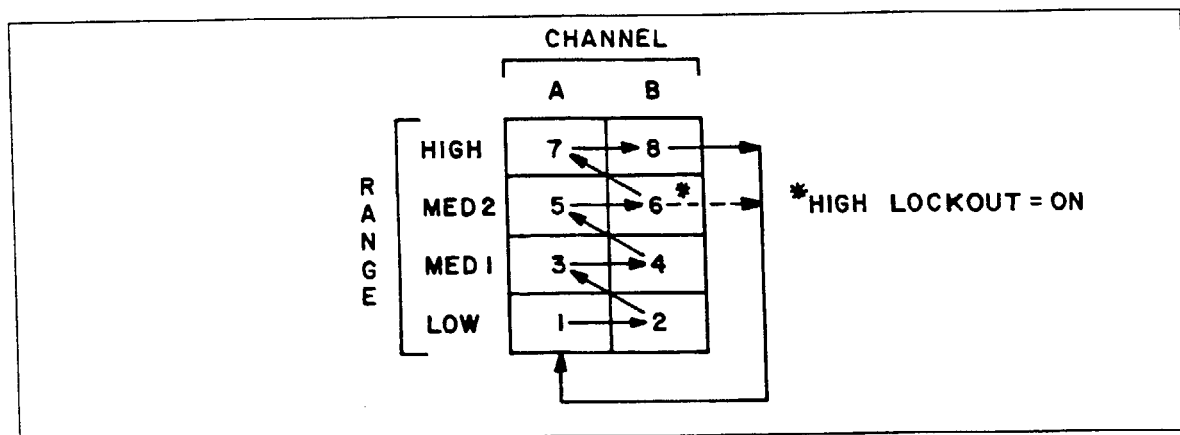 CHANNEL
A B
HIGH 7 8
MED 2 5 6* *HIGH LOCKOUT = ON
RANGE
MED 1 3 4
LOW 1 2